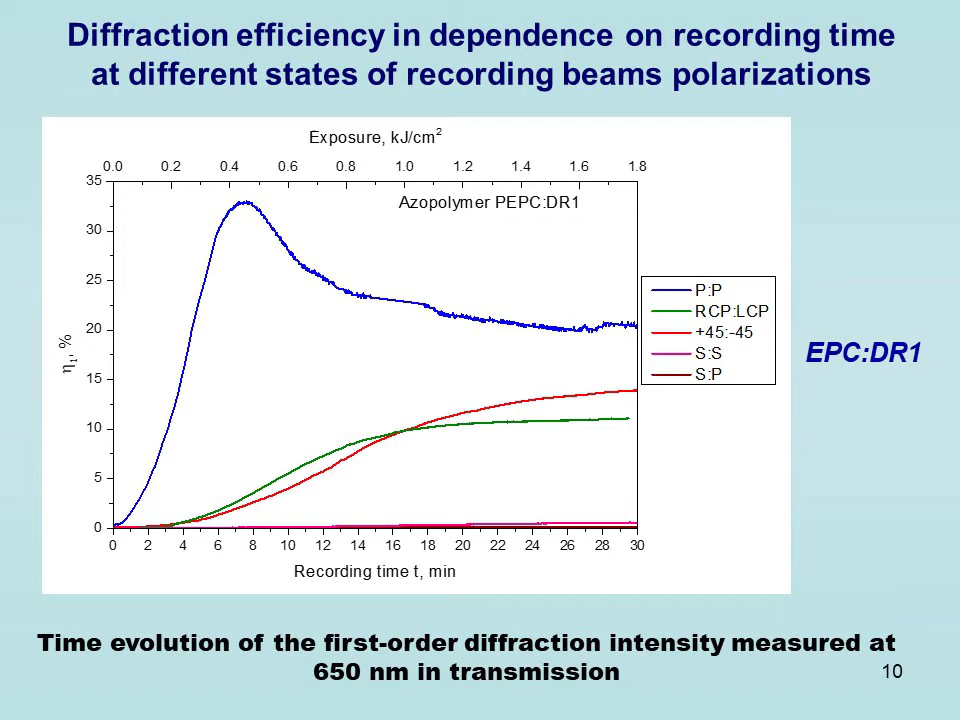 Diffraction efficiency in dependence on recording time
at different states of recording beams polarizations
Exposure, kJ/cm²
0.0 0.2 0.4 0.6 0.8 1.0 1.2 1.4 1.6 1.8
Azopolymer PEPC:DR1
35
30
25
20
15
10
5
0
η₁, %
0 2 4 6 8 10 12 14 16 18 20 22 24 26 28 30
Recording time t, min
P:P
RCP:LCP
+45:-45
S:S
S:P
EPC:DR1
Time evolution of the first-order diffraction intensity measured at
650 nm in transmission
10